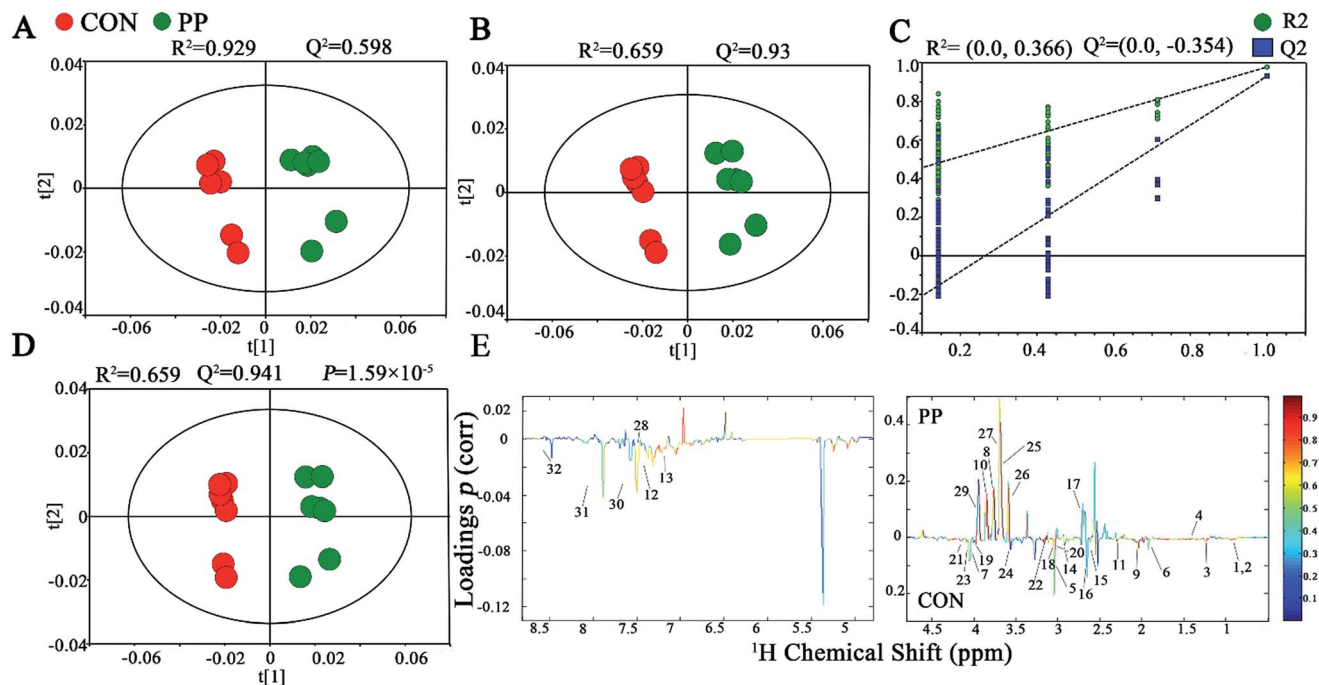 A CON PP
R²=0.929 Q²=0.598
0.04
0.02
0
-0.02
-0.04
t[2]
-0.06 -0.02 0 0.02 0.06
t[1]
B
R²=0.659 Q²=0.93
0.04
0.02
0
-0.02
-0.04
t[2]
-0.06 -0.02 0 0.02 0.06
t[1]
C R2
Q2
R²= (0.0, 0.366) Q²=(0.0, -0.354)
1.0
0.8
0.6
0.4
0.2
0
-0.2
-0.4
0.2 0.4 0.6 0.8 1.0
D
R²=0.659 Q²=0.941 P=1.59×10⁻⁵
0.04
0.02
0
-0.02
-0.04
t[2]
-0.06 -0.02 0 0.02 0.06
t[1]
E
Loadings p (corr)
0.02
0
-0.04
-0.08
-0.12
28
32 13
12
31 30
8.5 8 7.5 7 6.5 5.5 5
PP
0.4
0.2
0
0.2
27 25
8
10 26
29
17
4
21 19 24 20 11
23 7 22 18 14 15 9 6 3 1,2
5 16
CON
4.5 4 3.5 3 2.5 2 1.5 1
¹H Chemical Shift (ppm)
0.9
0.8
0.7
0.6
0.5
0.4
0.3
0.2
0.1